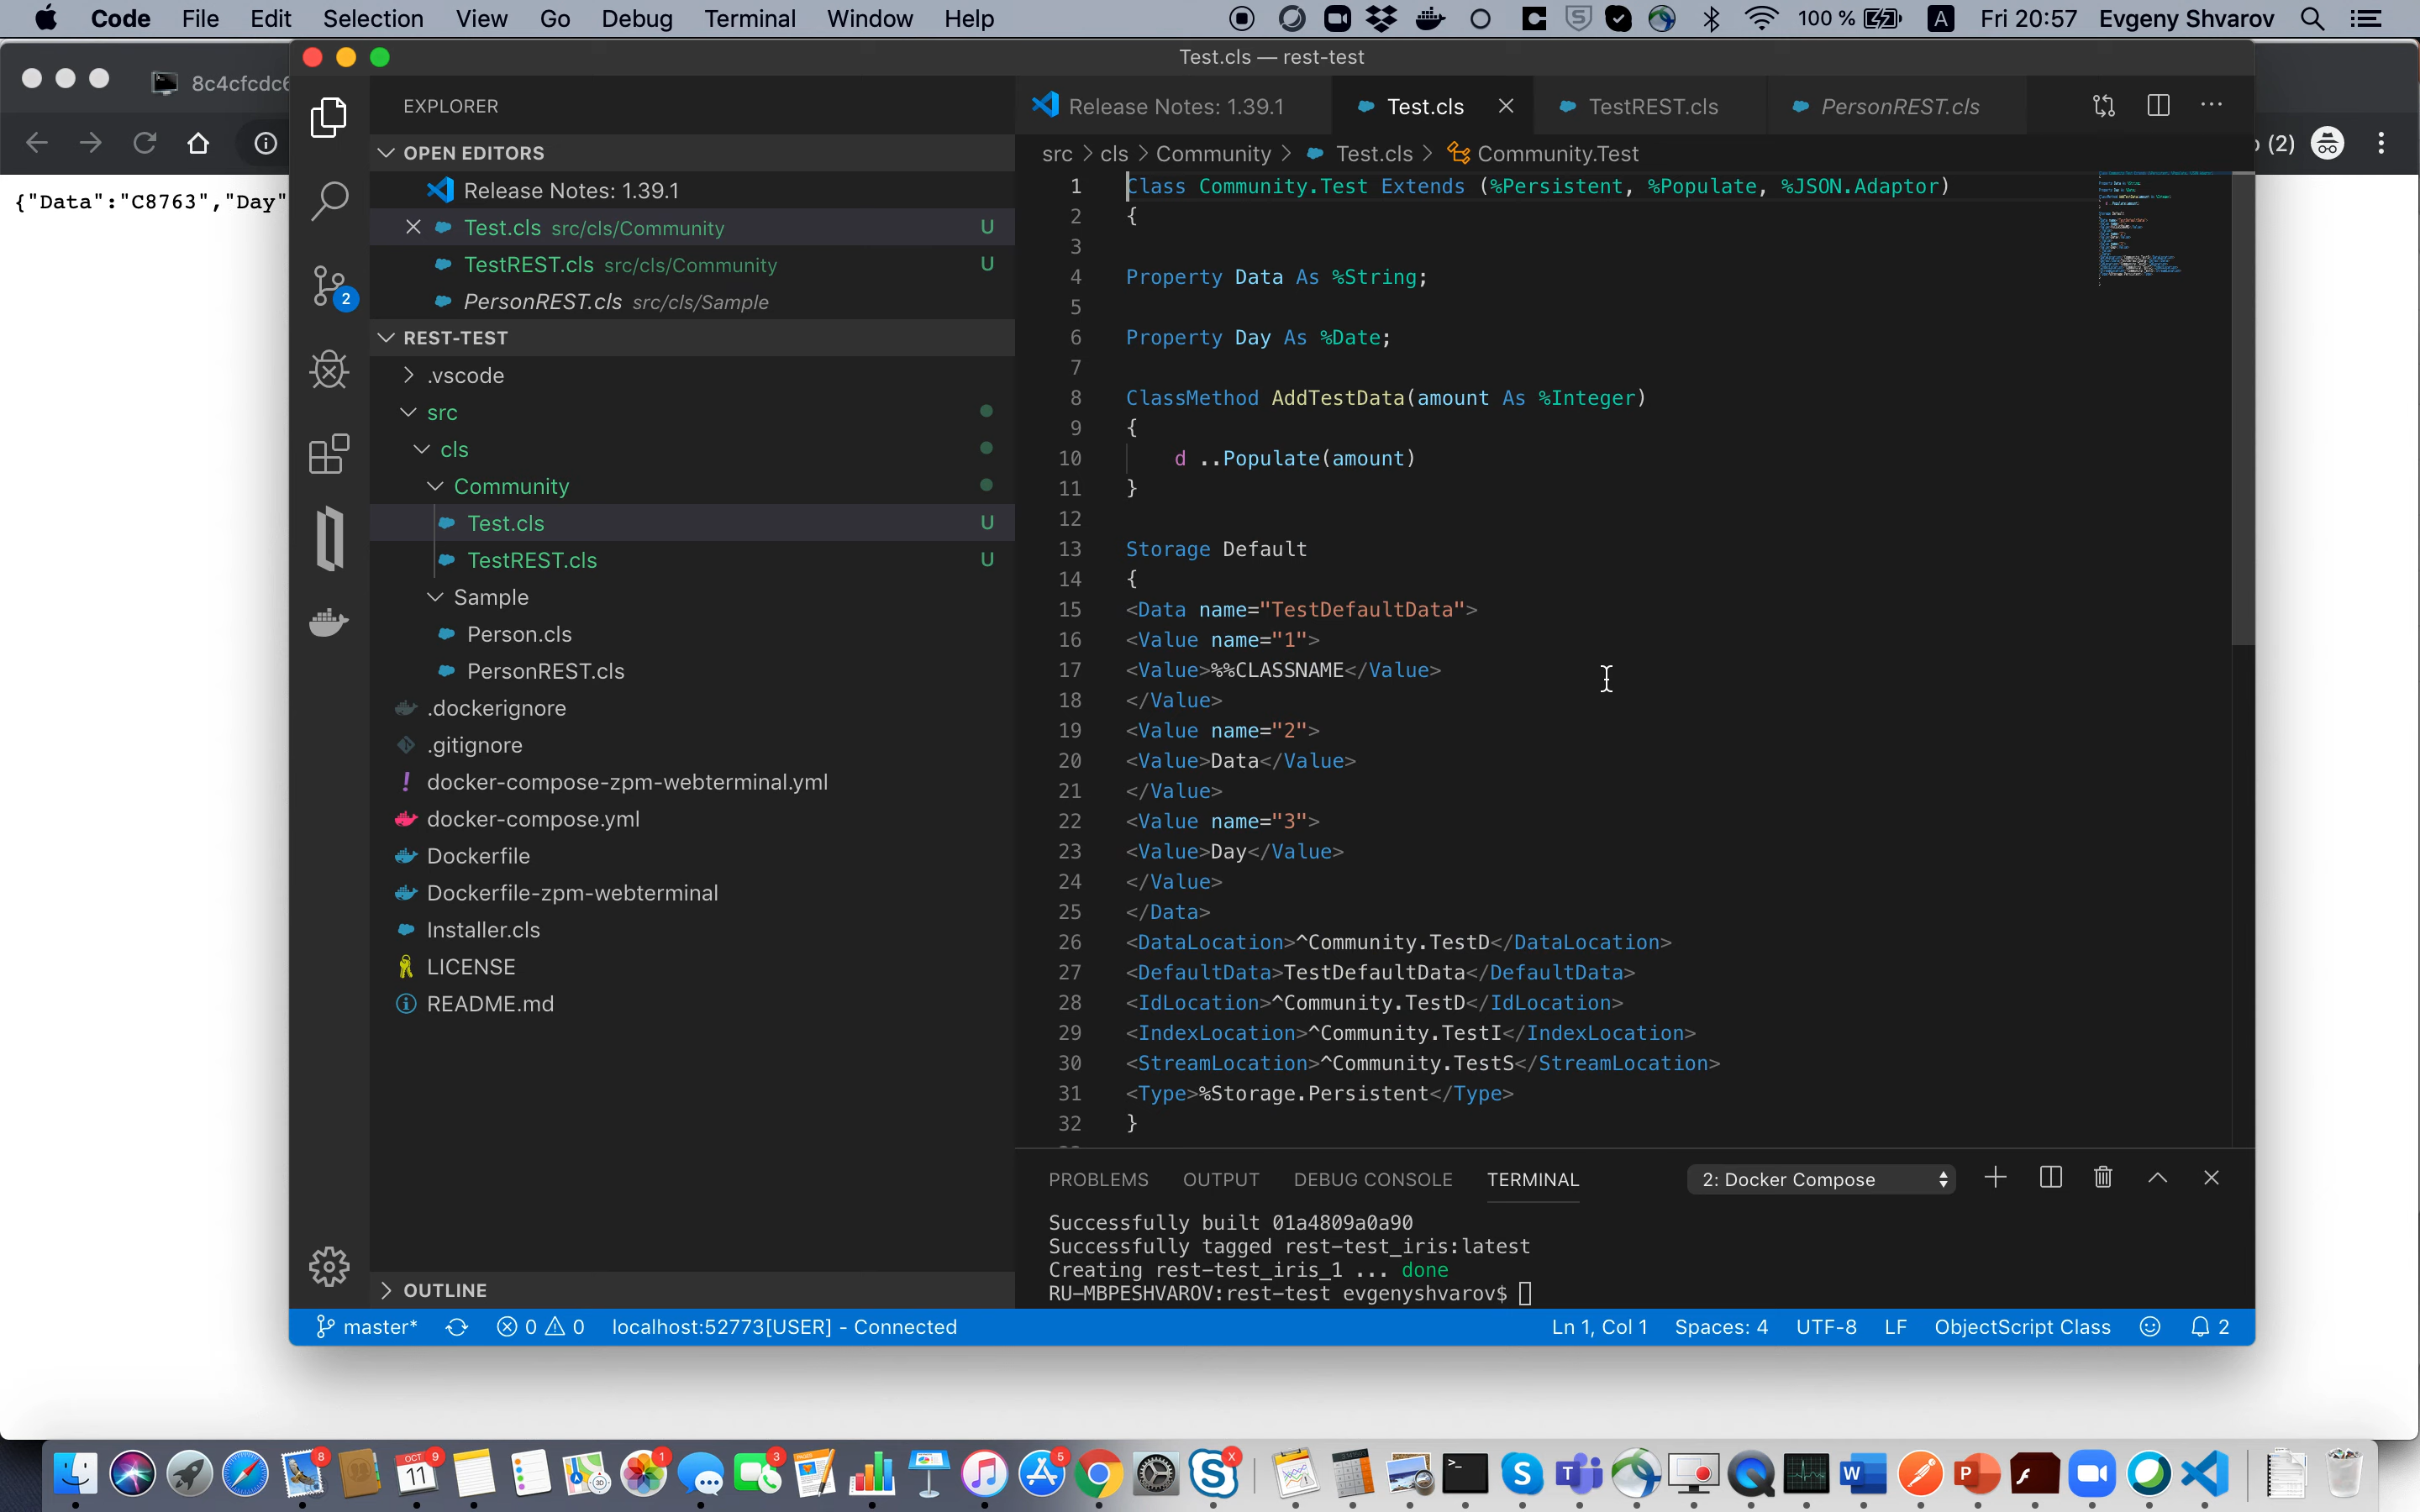 Code File Edit Selection View Go Debug Terminal Window Help 100 % A Fri 20:57 Evgeny Shvarov
Test.cls — rest-test
8c4cfcdc6
(2)
{"Data":"C8763","Day"
EXPLORER
OPEN EDITORS
Release Notes: 1.39.1
Test.cls src/cls/Community U
TestREST.cls src/cls/Community U
PersonREST.cls src/cls/Sample
REST-TEST
.vscode
src
cls
Community
Test.cls U
TestREST.cls U
Sample
Person.cls
PersonREST.cls
.dockerignore
.gitignore
! docker-compose-zpm-webterminal.yml
docker-compose.yml
Dockerfile
Dockerfile-zpm-webterminal
Installer.cls
LICENSE
README.md
OUTLINE
2
Release Notes: 1.39.1 Test.cls TestREST.cls PersonREST.cls
src > cls > Community > Test.cls > Community.Test
1 Class Community.Test Extends (%Persistent, %Populate, %JSON.Adaptor)
2 {
3
4 Property Data As %String;
5
6 Property Day As %Date;
7
8 ClassMethod AddTestData(amount As %Integer)
9 {
10 d ..Populate(amount)
11 }
12
13 Storage Default
14 {
15 <Data name="TestDefaultData">
16 <Value name="1">
17 <Value>%%CLASSNAME</Value>
18 </Value>
19 <Value name="2">
20 <Value>Data</Value>
21 </Value>
22 <Value name="3">
23 <Value>Day</Value>
24 </Value>
25 </Data>
26 <DataLocation>^Community.TestD</DataLocation>
27 <DefaultData>TestDefaultData</DefaultData>
28 <IdLocation>^Community.TestD</IdLocation>
29 <IndexLocation>^Community.TestI</IndexLocation>
30 <StreamLocation>^Community.TestS</StreamLocation>
31 <Type>%Storage.Persistent</Type>
32 }
PROBLEMS OUTPUT DEBUG CONSOLE TERMINAL 2: Docker Compose
Successfully built 01a4809a0a90
Successfully tagged rest-test_iris:latest
Creating rest-test_iris_1 ... done
RU-MBPESHVAROV:rest-test evgenyshvarov$
master* 0 0 localhost:52773[USER] - Connected Ln 1, Col 1 Spaces: 4 UTF-8 LF ObjectScript Class 2
8 OCT 11 9 1 3 5 X